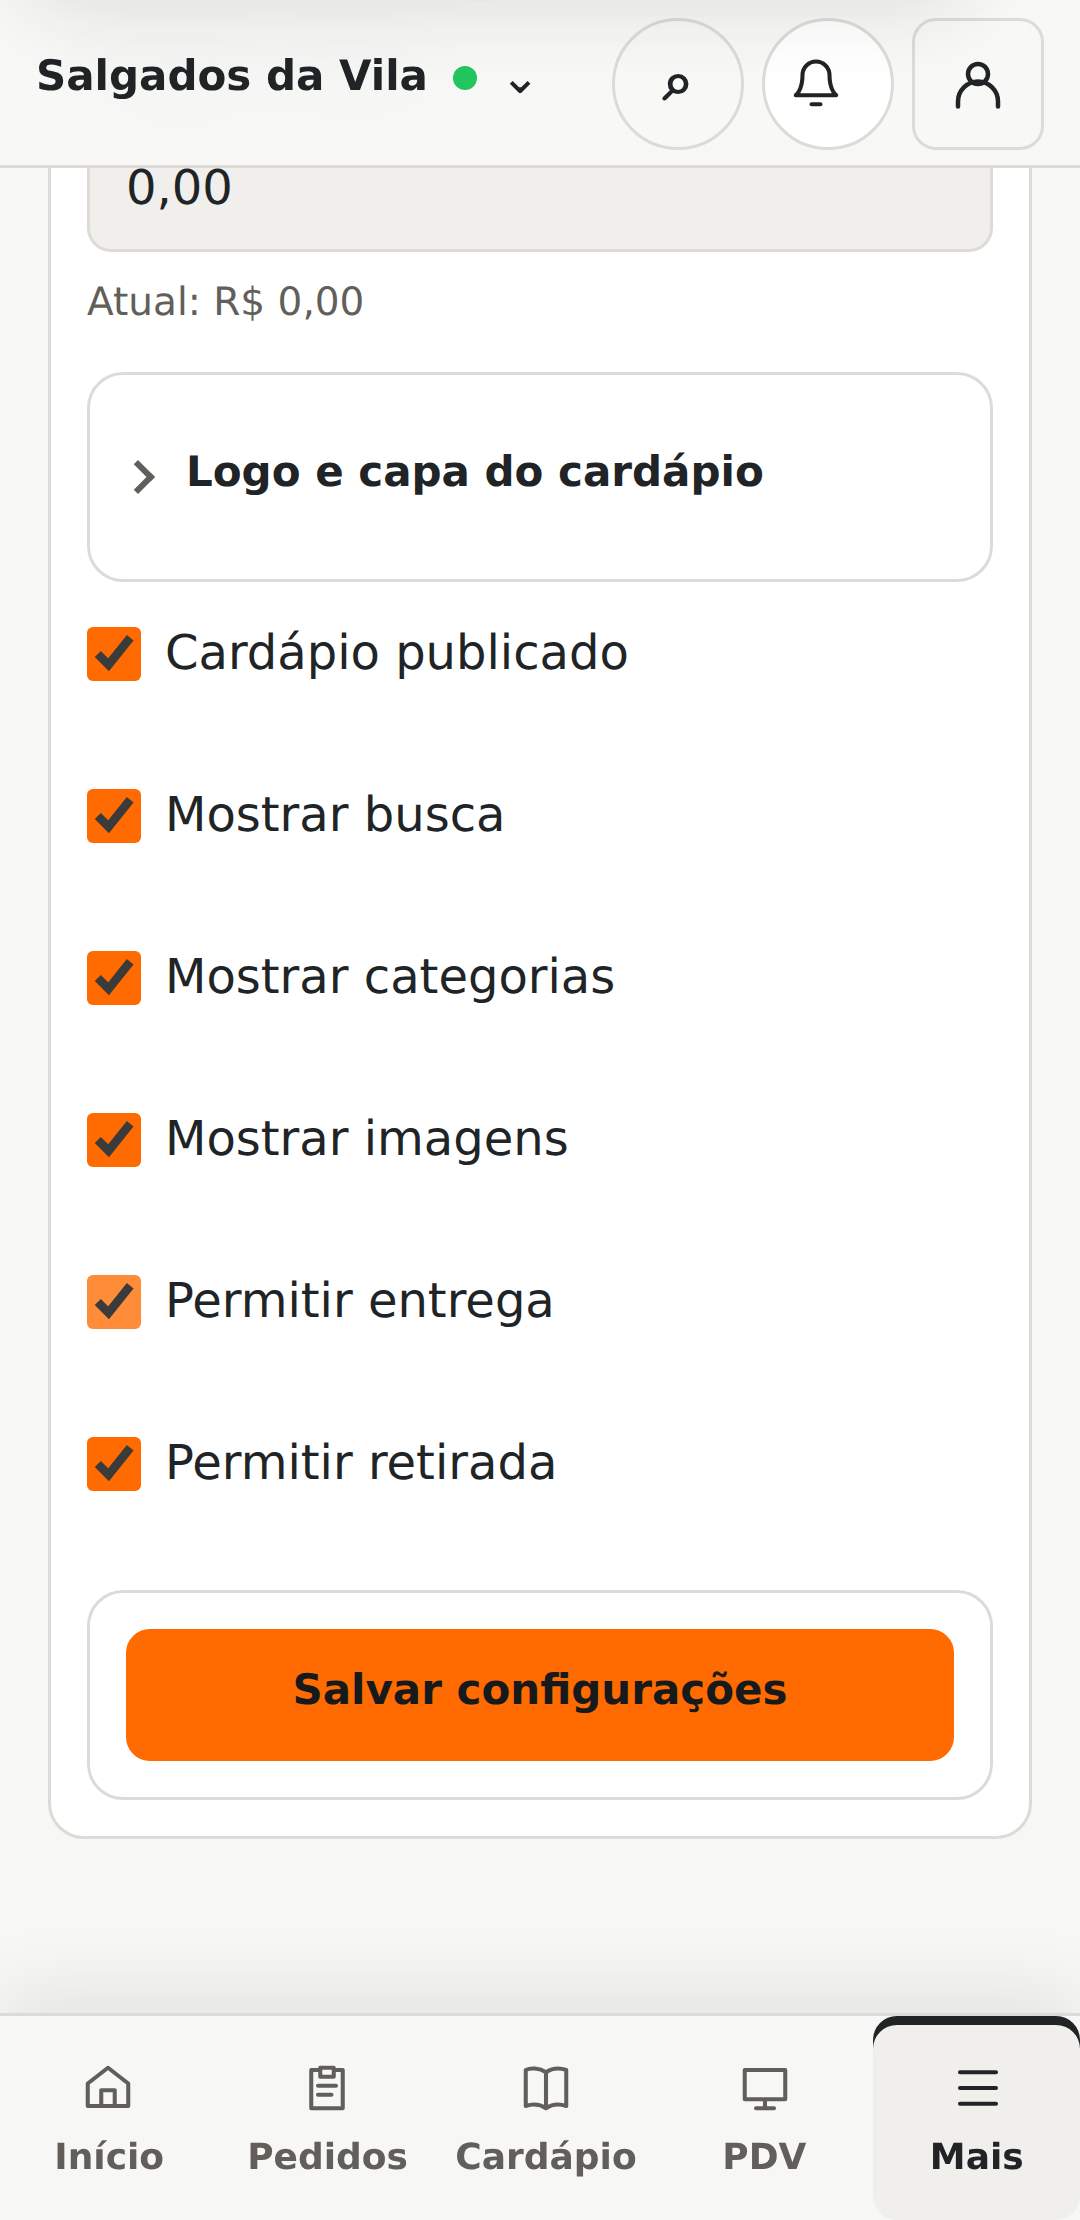 Salgados da Vila
0,00
Atual: R$ 0,00
Logo e capa do cardápio
Cardápio publicado
Mostrar busca
Mostrar categorias
Mostrar imagens
Permitir entrega
Permitir retirada
Salvar configurações
Início
Pedidos
Cardápio
PDV
Mais